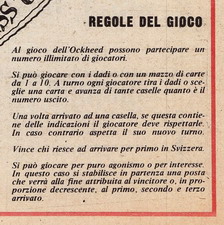 REGOLE DEL GIOCO
Al gioco dell'Ockheed possono partecipare un
numero illimitato di giocatori.
Si può giocare con i dadi o con un mazzo di carte
da 1 a 10. A turno ogni giocatore tira i dadi o sce-
glie una carta e avanza di tante caselle quanto è il
numero uscito.
Una volta arrivato ad una casella, se questa contie-
ne delle indicazioni il giocatore deve rispettarle.
In caso contrario aspetta il suo nuovo turno.
Vince chi riesce ad arrivare per primo in Svizzera.
Si può giocare per puro agonismo o per interesse.
In questo caso si stabilisce in partenza una posta
che verrà alla fine attribuita al vincitore o, in pro-
porzione decrescente, al primo, secondo e terzo
arrivato.